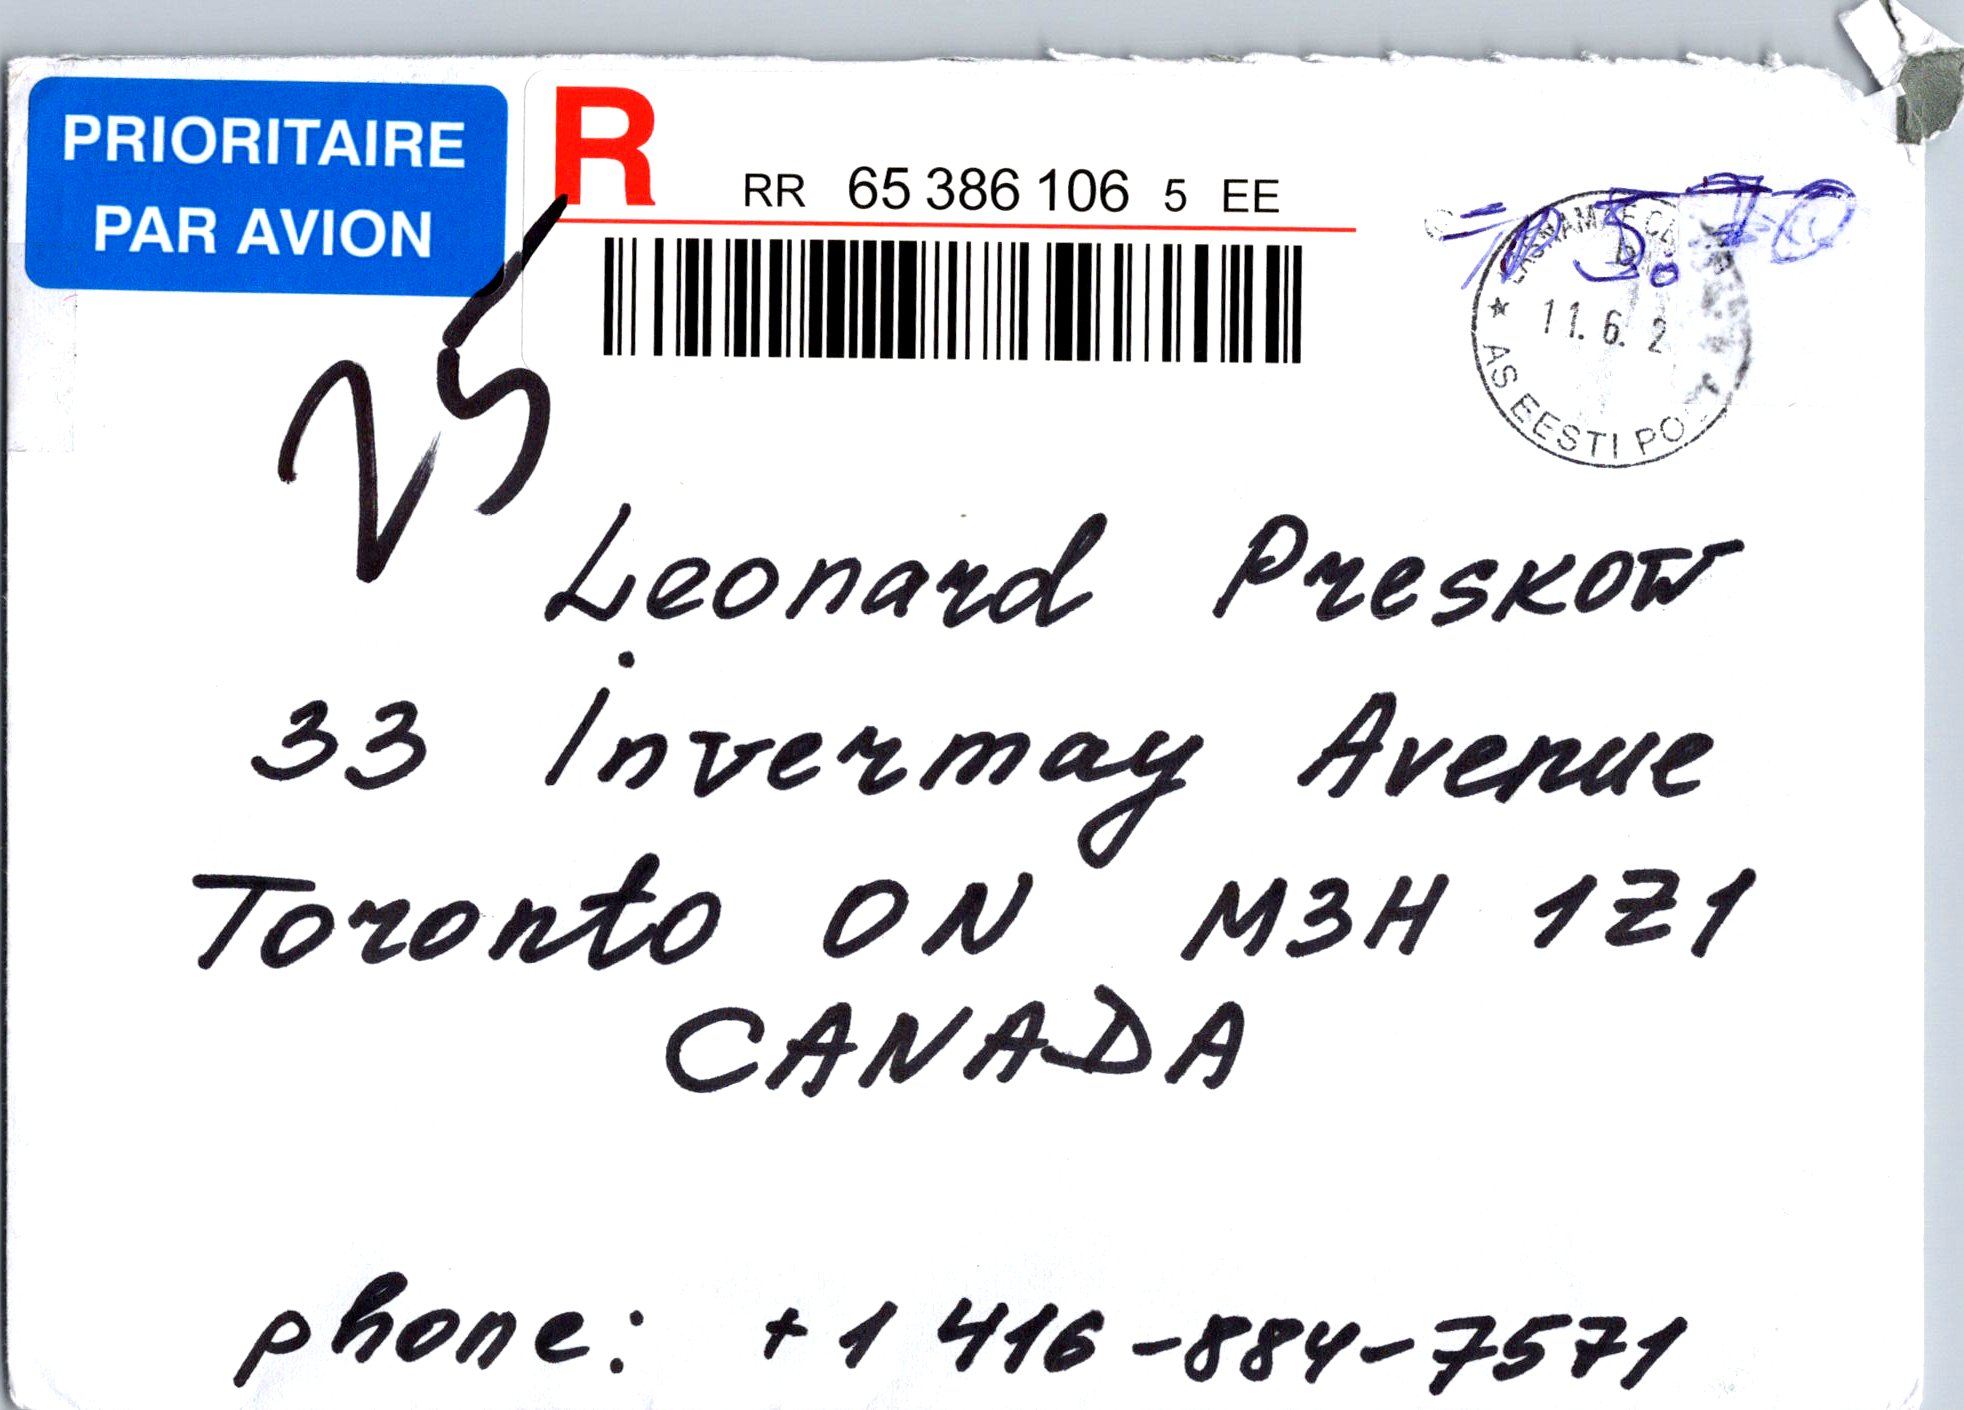 PRIORITAIRE
PAR AVION
R
RR 65 386 106 5 EE
25
11. 6. 2
AS EESTI PO
Leonard Preskow
33 Invermay Avenue
Toronto ON M3H 1Z1
CANADA
phone: +1 416-884-7571